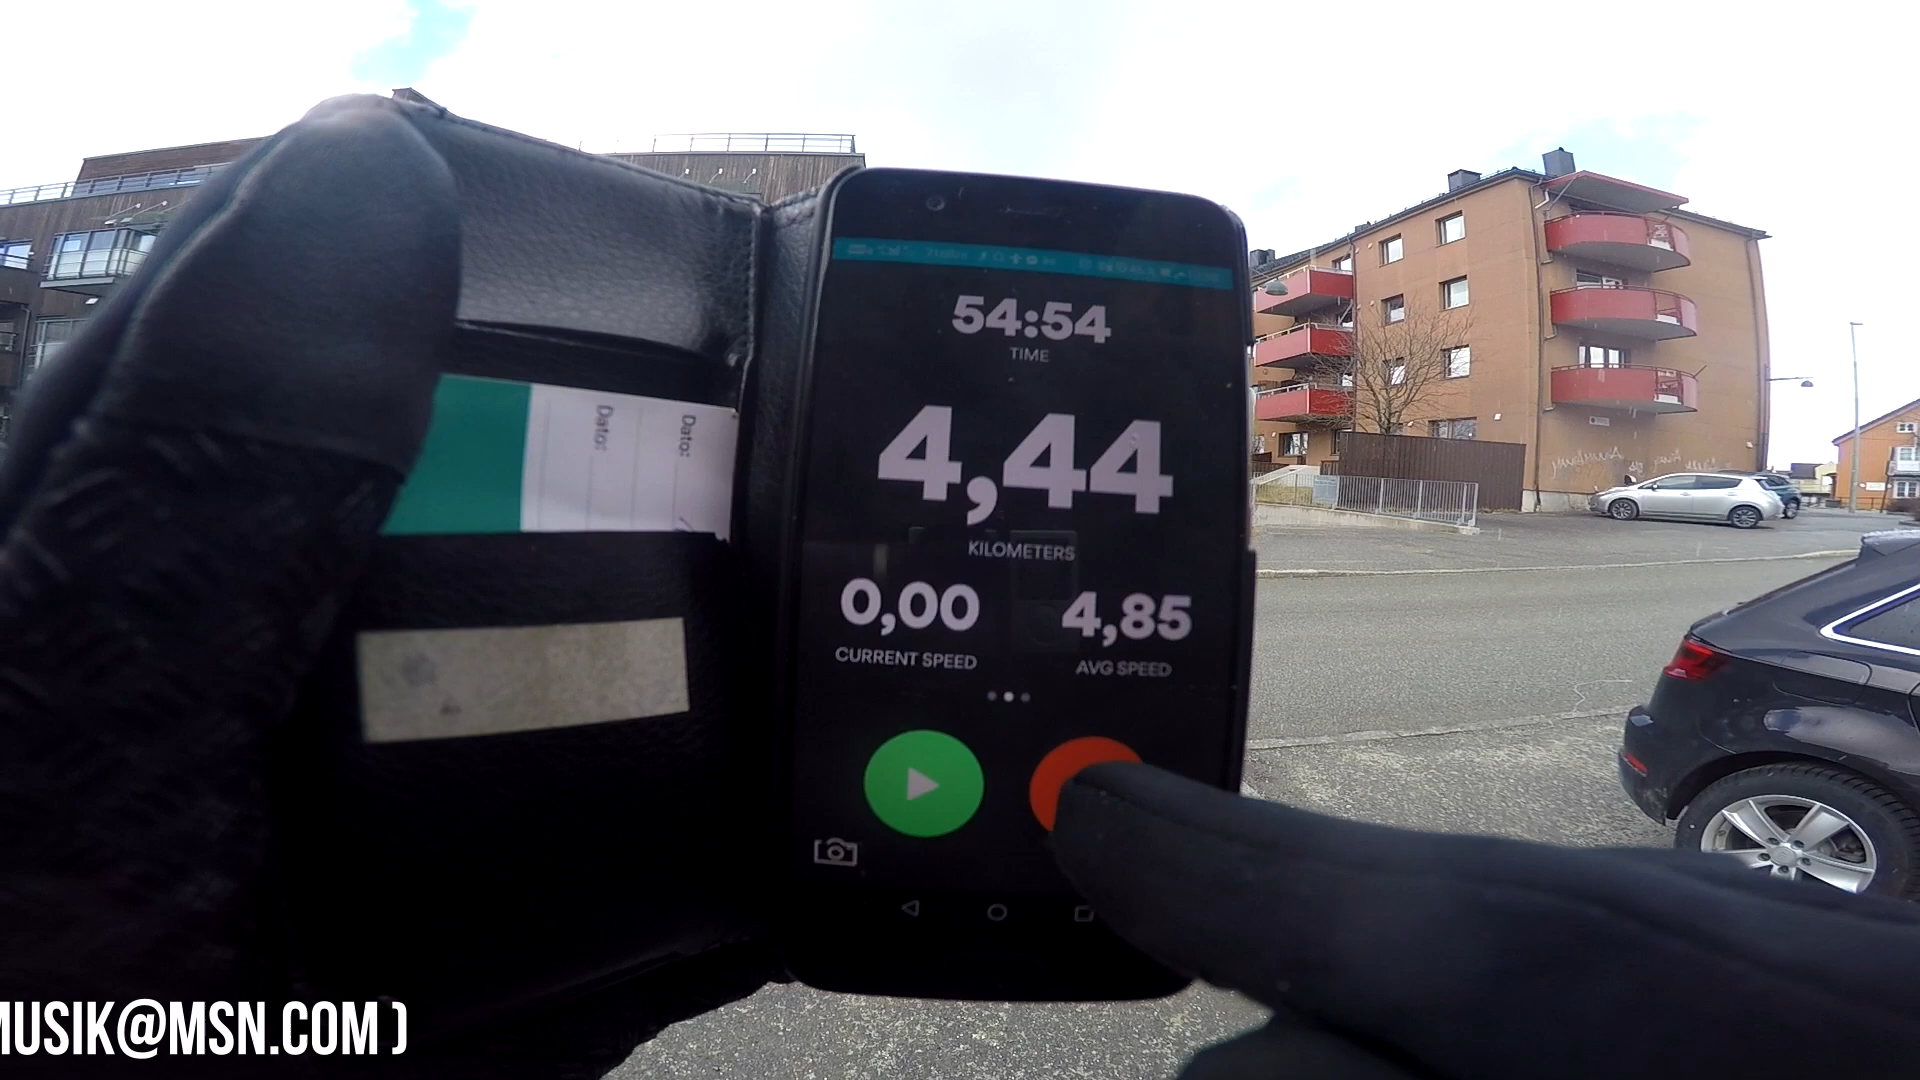 54:54
TIME
4,44
KILOMETERS
0,00
4,85
CURRENT SPEED
AVG SPEED
Dato:
Dato:
MUSIK@MSN.COM )